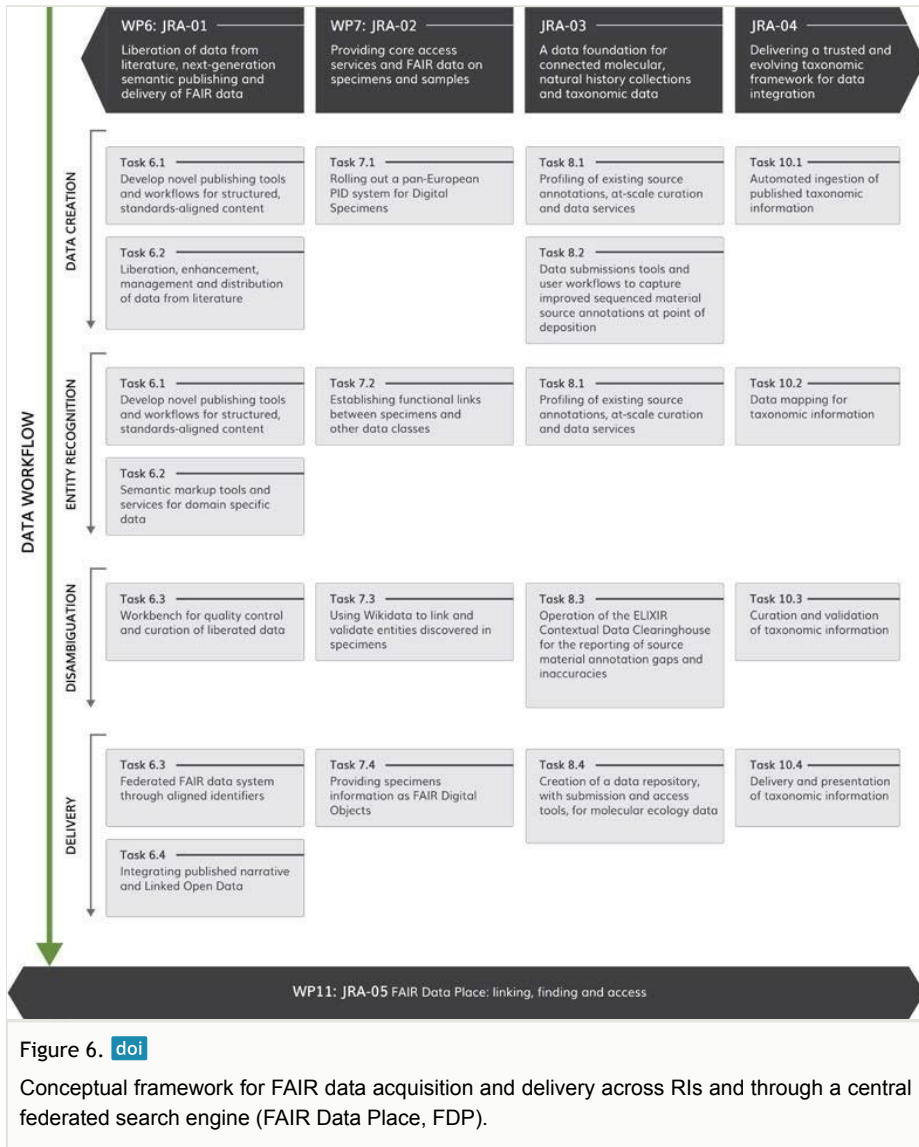 WP6: JRA-01
Liberation of data from
literature, next-generation
semantic publishing and
delivery of FAIR data
WP7: JRA-02
Providing core access
services and FAIR data on
specimens and samples
JRA-03
A data foundation for
connected molecular,
natural history collections
and taxonomic data
JRA-04
Delivering a trusted and
evolving taxonomic
framework for data
integration
DATA WORKFLOW
DATA CREATION
Task 6.1
Develop novel publishing tools
and workflows for structured,
standards-aligned content
Task 7.1
Rolling out a pan-European
PID system for Digital
Specimens
Task 8.1
Profiling of existing source
annotations, at-scale curation
and data services
Task 10.1
Automated ingestion of
published taxonomic
information
Task 6.2
Liberation, enhancement,
management and distribution
of data from literature
Task 8.2
Data submissions tools and
user workflows to capture
improved sequenced material
source annotations at point of
deposition
ENTITY RECOGNITION
Task 6.1
Develop novel publishing tools
and workflows for structured,
standards-aligned content
Task 7.2
Establishing functional links
between specimens and
other data classes
Task 8.1
Profiling of existing source
annotations, at-scale curation
and data services
Task 10.2
Data mapping for
taxonomic information
Task 6.2
Semantic markup tools and
services for domain specific
data
DISAMBIGUATION
Task 6.3
Workbench for quality control
and curation of liberated data
Task 7.3
Using Wikidata to link and
validate entities discovered in
specimens
Task 8.3
Operation of the ELIXIR
Contextual Data Clearinghouse
for the reporting of source
material annotation gaps and
inaccuracies
Task 10.3
Curation and validation
of taxonomic information
DELIVERY
Task 6.3
Federated FAIR data system
through aligned identifiers
Task 7.4
Providing specimens
information as FAIR Digital
Objects
Task 8.4
Creation of a data repository,
with submission and access
tools, for molecular ecology data
Task 10.4
Delivery and presentation
of taxonomic information
Task 6.4
Integrating published narrative
and Linked Open Data
WP11: JRA-05 FAIR Data Place: linking, finding and access
Figure 6. doi
Conceptual framework for FAIR data acquisition and delivery across RIs and through a central
federated search engine (FAIR Data Place, FDP).